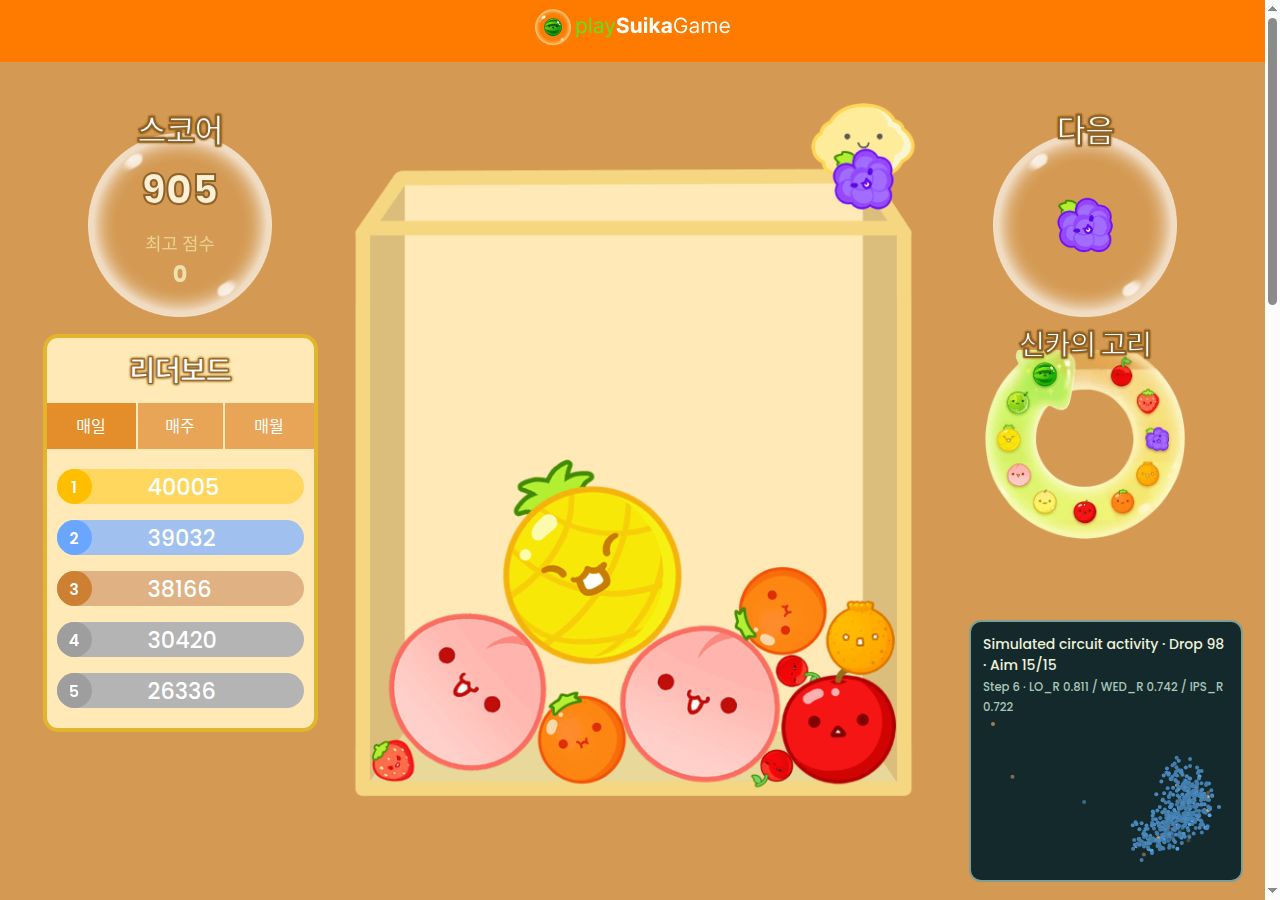 playSuikaGame
스코어
905
최고 점수
0
리더보드
매일
매주
매월
1 40005
2 39032
3 38166
4 30420
5 26336
다음
신카의 고리
Simulated circuit activity · Drop 98
· Aim 15/15
Step 6 · LO_R 0.811 / WED_R 0.742 / IPS_R
0.722